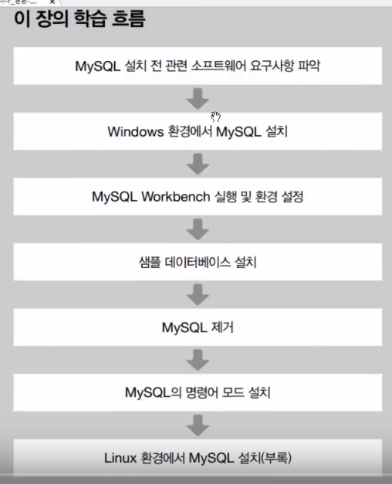 이 장의 학습 흐름
MySQL 설치 전 관련 소프트웨어 요구사항 파악
Windows 환경에서 MySQL 설치
MySQL Workbench 실행 및 환경 설정
샘플 데이터베이스 설치
MySQL 제거
MySQL의 명령어 모드 설치
Linux 환경에서 MySQL 설치(부록)